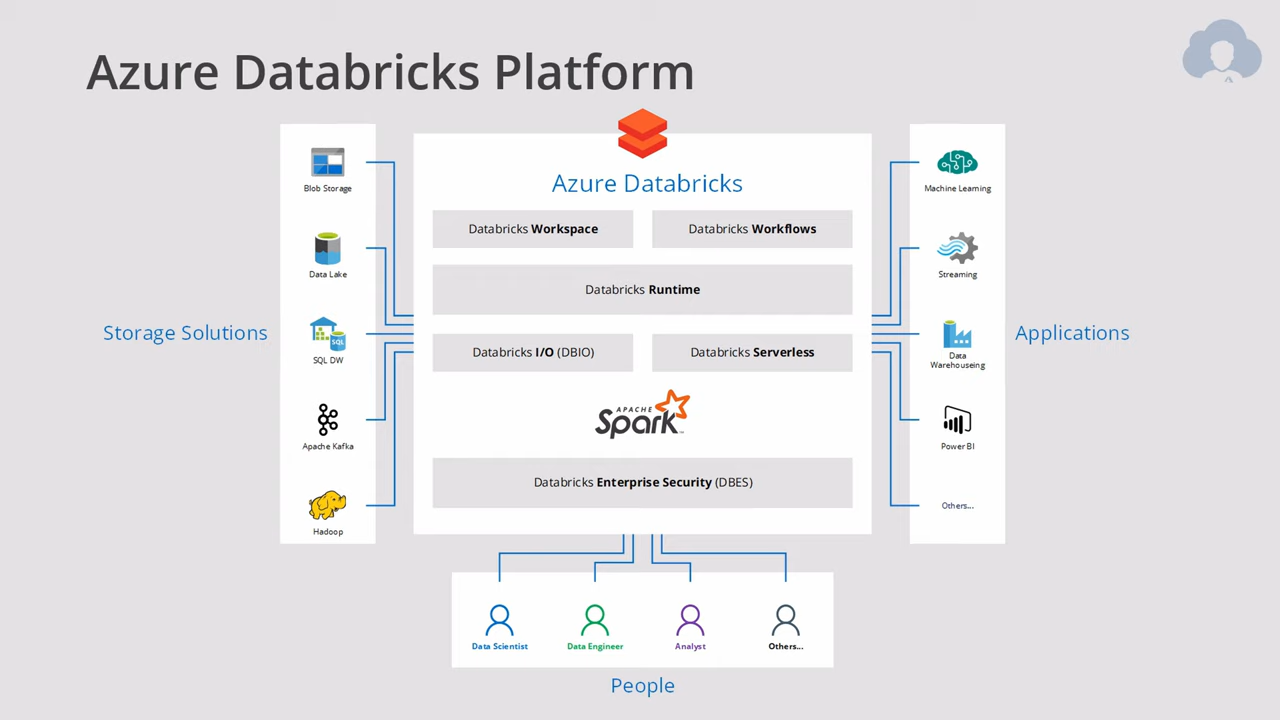 Azure Databricks Platform
Storage Solutions
Blob Storage
Data Lake
SQL
SQL DW
Apache Kafka
Hadoop
Azure Databricks
Databricks Workspace
Databricks Workflows
Databricks Runtime
Databricks I/O (DBIO)
Databricks Serverless
APACHE
Spark™
Databricks Enterprise Security (DBES)
Machine Learning
Streaming
Data
Warehouseing
Power BI
Others...
Applications
Data Scientist
Data Engineer
Analyst
Others...
People